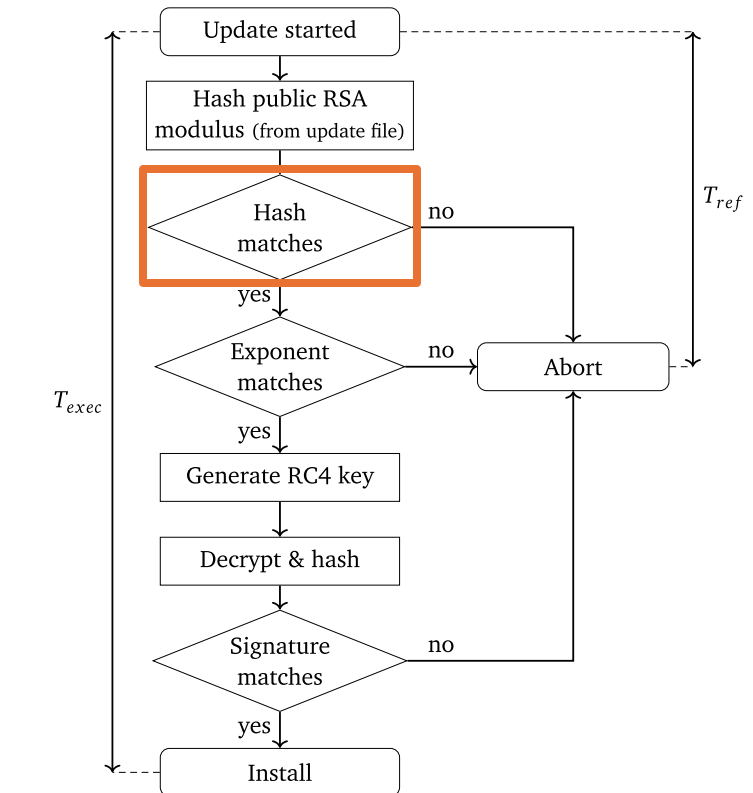 Update started
Hash public RSA
modulus (from update file)
T_ref
Hash
matches
no
yes
Exponent
matches
no
Abort
T_exec
yes
Generate RC4 key
Decrypt & hash
Signature
matches
no
yes
Install